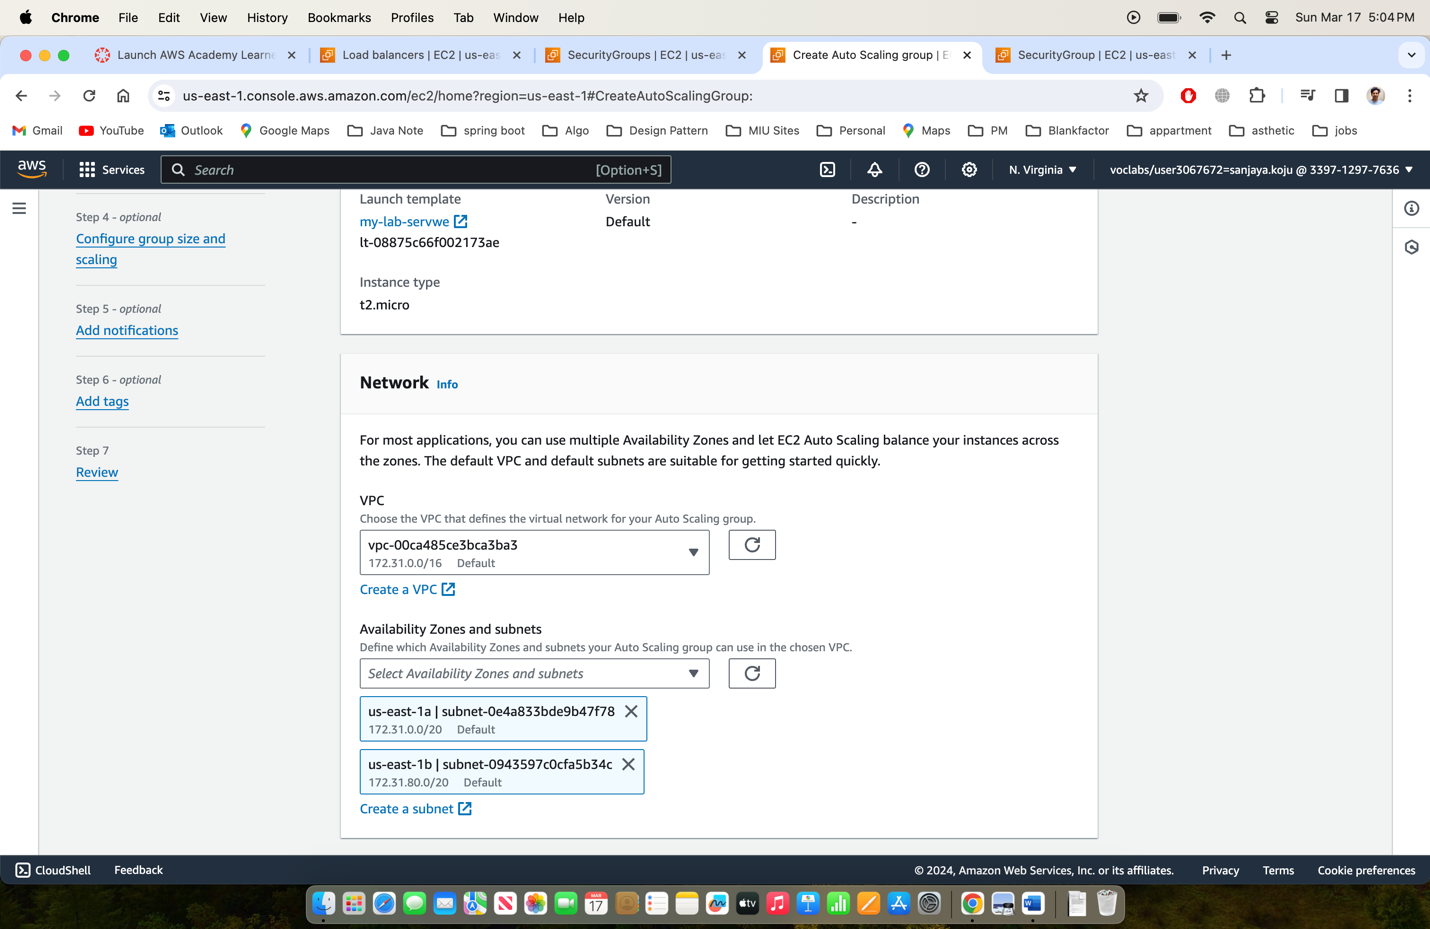 Chrome File Edit View History Bookmarks Profiles Tab Window Help Sun Mar 17 5:04 PM
Launch AWS Academy Learne Load balancers | EC2 | us-eas SecurityGroups | EC2 | us-eas Create Auto Scaling group | E SecurityGroup | EC2 | us-east
us-east-1.console.aws.amazon.com/ec2/home?region=us-east-1#CreateAutoScalingGroup:
Gmail YouTube Outlook Google Maps Java Note spring boot Algo Design Pattern MIU Sites Personal Maps PM Blankfactor appartment asthetic jobs
aws Services Search [Option+S] N. Virginia voclabs/user3067672=sanjaya.koju @ 3397-1297-7636
Step 4 - optional
Configure group size and
scaling
Step 5 - optional
Add notifications
Step 6 - optional
Add tags
Step 7
Review
Launch template Version Description
my-lab-servwe Default -
lt-08875c66f002173ae
Instance type
t2.micro
Network Info
For most applications, you can use multiple Availability Zones and let EC2 Auto Scaling balance your instances across
the zones. The default VPC and default subnets are suitable for getting started quickly.
VPC
Choose the VPC that defines the virtual network for your Auto Scaling group.
vpc-00ca485ce3bca3ba3
172.31.0.0/16 Default
Create a VPC
Availability Zones and subnets
Define which Availability Zones and subnets your Auto Scaling group can use in the chosen VPC.
Select Availability Zones and subnets
us-east-1a | subnet-0e4a833bde9b47f78
172.31.0.0/20 Default
us-east-1b | subnet-0943597c0cfa5b34c
172.31.80.0/20 Default
Create a subnet
CloudShell Feedback © 2024, Amazon Web Services, Inc. or its affiliates. Privacy Terms Cookie preferences
MAR
17
tv
W